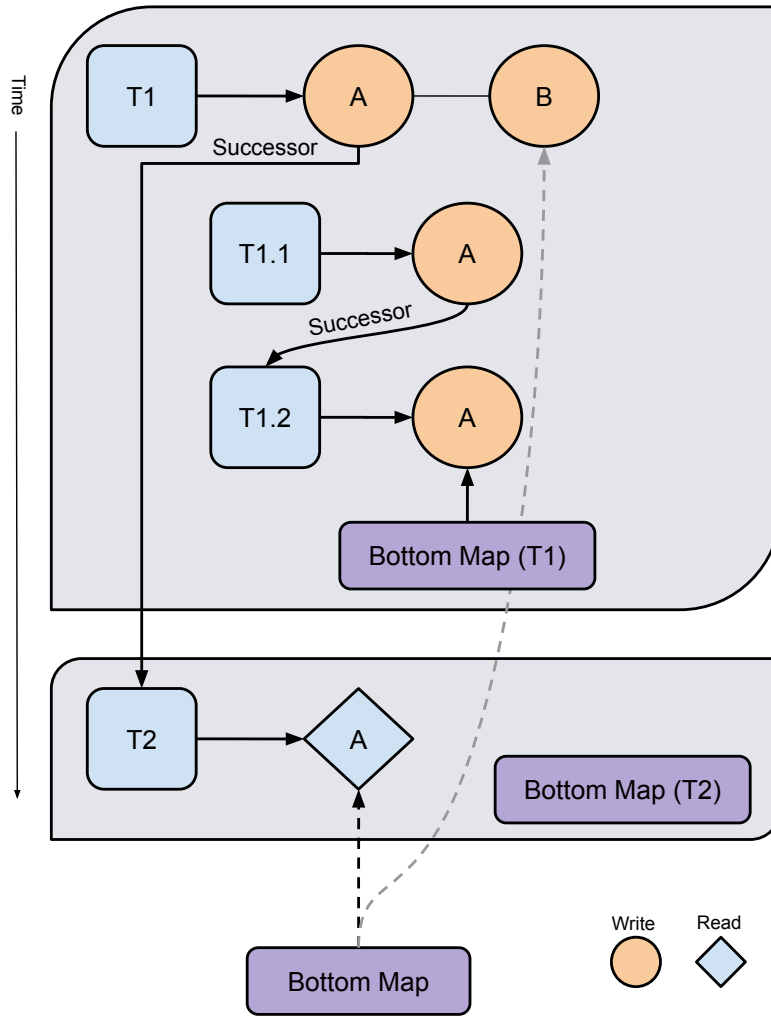 Time
T1
A
B
Successor
T1.1
A
Successor
T1.2
A
Bottom Map (T1)
T2
A
Bottom Map (T2)
Write
Read
Bottom Map